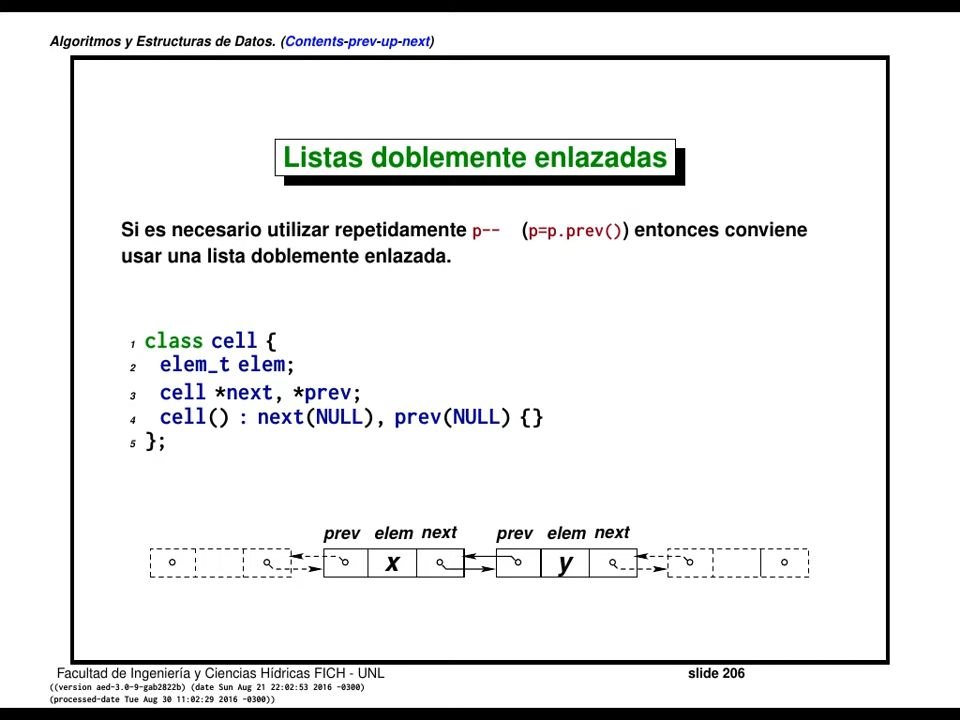 Algoritmos y Estructuras de Datos. (Contents-prev-up-next)
Listas doblemente enlazadas
Si es necesario utilizar repetidamente p-- (p=p.prev()) entonces conviene
usar una lista doblemente enlazada.
1 class cell {
2 elem_t elem;
3 cell *next, *prev;
4 cell() : next(NULL), prev(NULL) {}
5 };
prev elem next prev elem next
x y
Facultad de Ingeniería y Ciencias Hídricas FICH - UNL slide 206
((version aed-3.0-9-gab2822b) (date Sun Aug 21 22:02:53 2016 -0300)
(processed-date Tue Aug 30 11:02:29 2016 -0300))